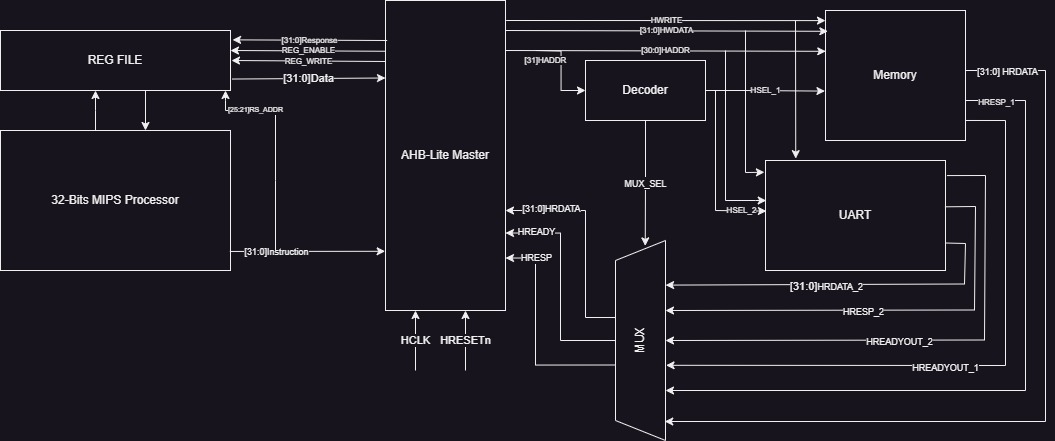 HWRITE
[31:0]HWDATA
[31:0]Response
REG_ENABLE
[30:0]HADDR
REG FILE
REG_WRITE
[31]HADDR
[31:0]Data
Memory
[31:0] HRDATA
Decoder
HSEL_1
HRESP_1
[25:21]RS_ADDR
AHB-Lite Master
MUX_SEL
32-Bits MIPS Processor
[31:0]HRDATA
HSEL_2
UART
HREADY
[31:0]Instruction
HRESP
[31:0]HRDATA_2
HRESP_2
HCLK
HRESETn
MUX
HREADYOUT_2
HREADYOUT_1